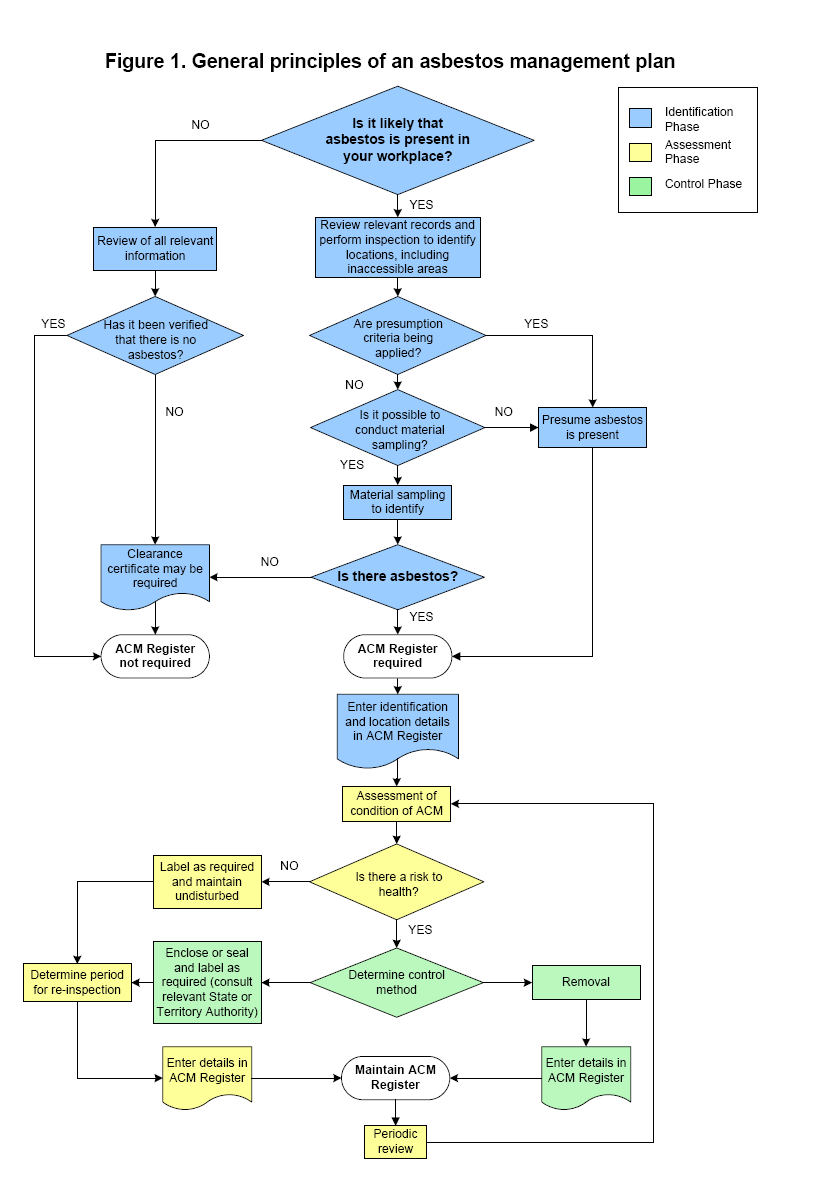 Figure 1. General principles of an asbestos management plan
Identification
Phase
Assessment
Phase
Control Phase
Is it likely that
asbestos is present in
your workplace?
NO
YES
Review of all relevant
information
Review relevant records and
perform inspection to identify
locations, including
inaccessible areas
YES
Has it been verified
that there is no
asbestos?
Are presumption
criteria being
applied?
YES
NO
NO
Is it possible to
conduct material
sampling?
NO
Presume asbestos
is present
YES
Material sampling
to identify
Clearance
certificate may be
required
NO
Is there asbestos?
YES
ACM Register
not required
ACM Register
required
Enter identification
and location details
in ACM Register
Assessment of
condition of ACM
Label as required
and maintain
undisturbed
NO
Is there a risk to
health?
YES
Determine period
for re-inspection
Enclose or seal
and label as
required (consult
relevant State or
Territory Authority)
Determine control
method
Removal
Enter details in
ACM Register
Maintain ACM
Register
Enter details in
ACM Register
Periodic
review